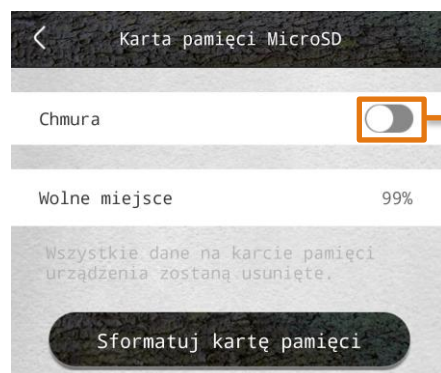 Karta pamięci MicroSD
Chmura
Wolne miejsce 99%
Wszystkie dane na karcie pamięci
urządzenia zostaną usunięte.
Sformatuj kartę pamięci